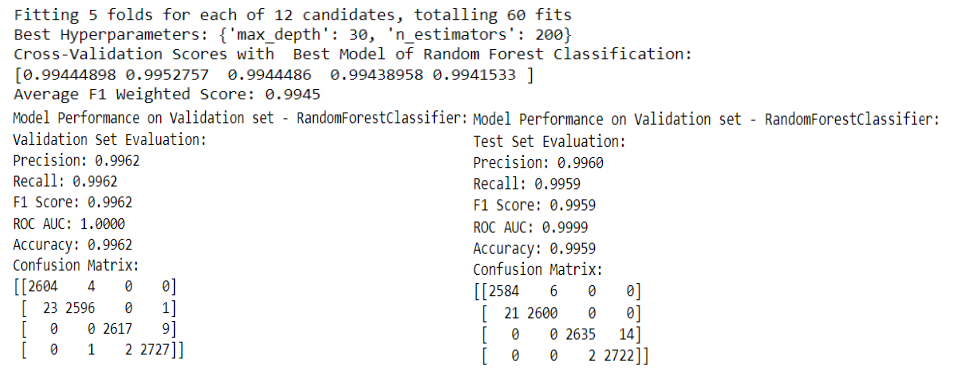 Fitting 5 folds for each of 12 candidates, totalling 60 fits
Best Hyperparameters: {'max_depth': 30, 'n_estimators': 200}
Cross-Validation Scores with  Best Model of Random Forest Classification:
[0.99444898 0.9952757  0.9944486  0.99438958 0.9941533 ]
Average F1 Weighted Score: 0.9945
Model Performance on Validation set - RandomForestClassifier:
Validation Set Evaluation:
Precision: 0.9962
Recall: 0.9962
F1 Score: 0.9962
ROC AUC: 1.0000
Accuracy: 0.9962
Confusion Matrix:
[[2604    4    0    0]
[  23 2596    0    1]
[   0    0 2617    9]
[   0    1    2 2727]]
Model Performance on Validation set - RandomForestClassifier:
Test Set Evaluation:
Precision: 0.9960
Recall: 0.9959
F1 Score: 0.9959
ROC AUC: 0.9999
Accuracy: 0.9959
Confusion Matrix:
[[2584    6    0    0]
[  21 2600    0    0]
[   0    0 2635   14]
[   0    0    2 2722]]